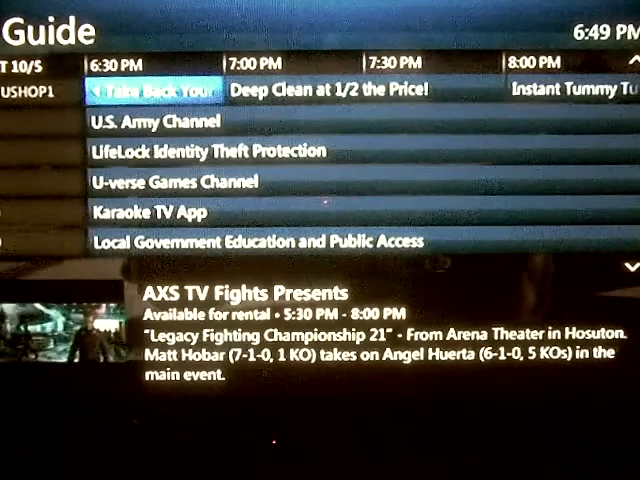 Guide 6:49 PM
T 10/5 6:30 PM 7:00 PM 7:30 PM 8:00 PM
USHOP1 Take Back You Deep Clean at 1/2 the Price! Instant Tummy Tu
U.S. Army Channel
LifeLock Identity Theft Protection
U-verse Games Channel
Karaoke TV App
Local Government Education and Public Access
AXS TV Fights Presents
Available for rental • 5:30 PM - 8:00 PM
"Legacy Fighting Championship 21" - From Arena Theater in Hosuton.
Matt Hobar (7-1-0, 1 KO) takes on Angel Huerta (6-1-0, 5 KOs) in the
main event.